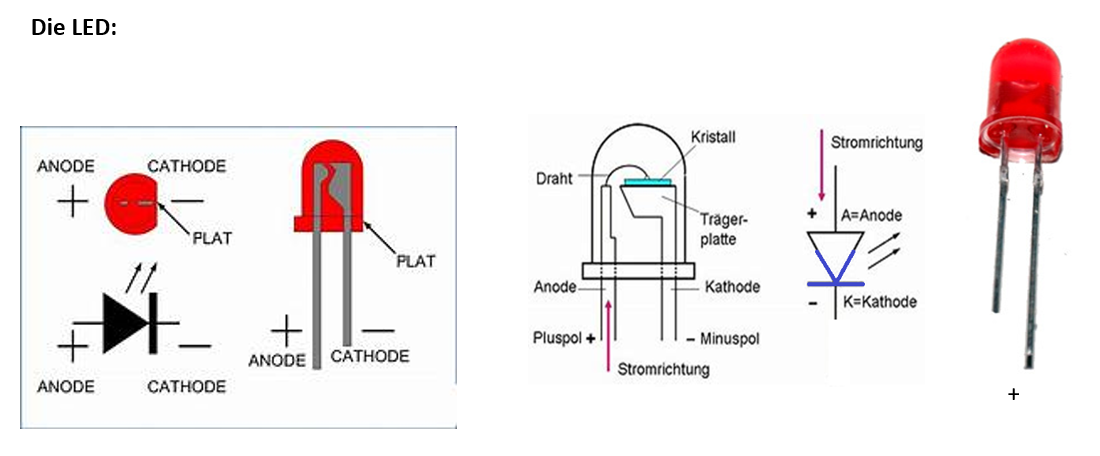 Die LED:
ANODE
CATHODE
+
—
PLAT
+
—
ANODE
CATHODE
PLAT
+
—
ANODE
CATHODE
Kristall
Draht
Träger-
platte
Anode
Kathode
Pluspol +
– Minuspol
Stromrichtung
Stromrichtung
+
A=Anode
–
K=Kathode
+